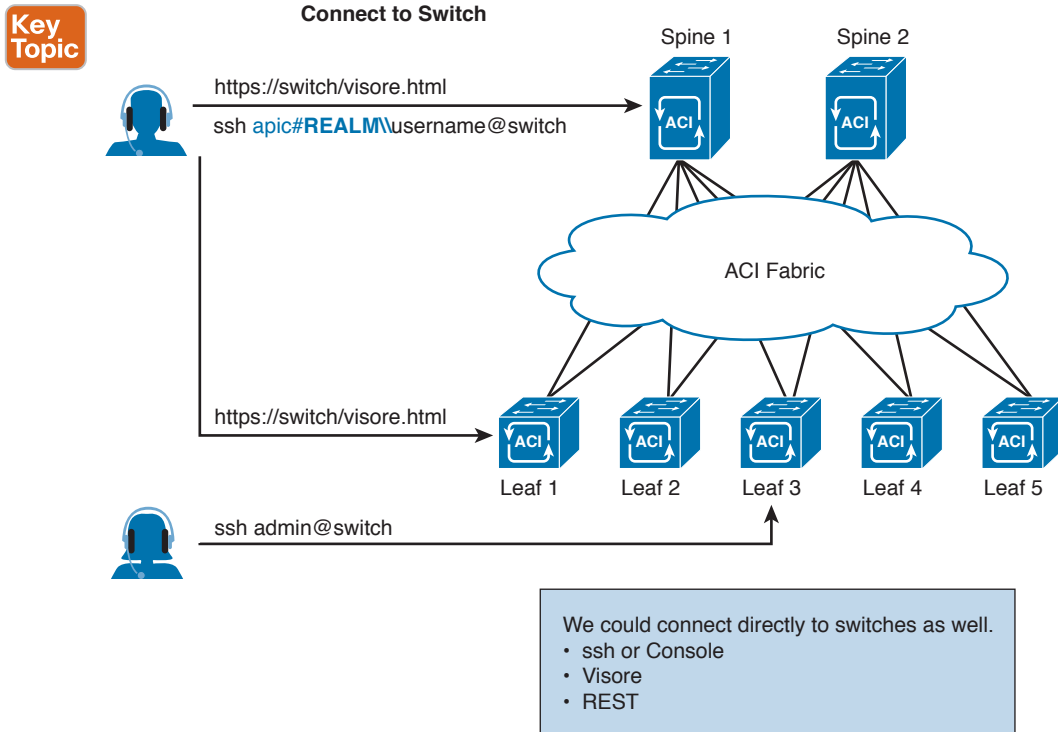 Key
Topic
Connect to Switch
Spine 1
Spine 2
https://switch/visore.html
ssh apic#REALM\\username@switch
ACI
ACI
ACI Fabric
https://switch/visore.html
ACI
ACI
ACI
ACI
ACI
Leaf 1
Leaf 2
Leaf 3
Leaf 4
Leaf 5
ssh admin@switch
We could connect directly to switches as well.
• ssh or Console
• Visore
• REST